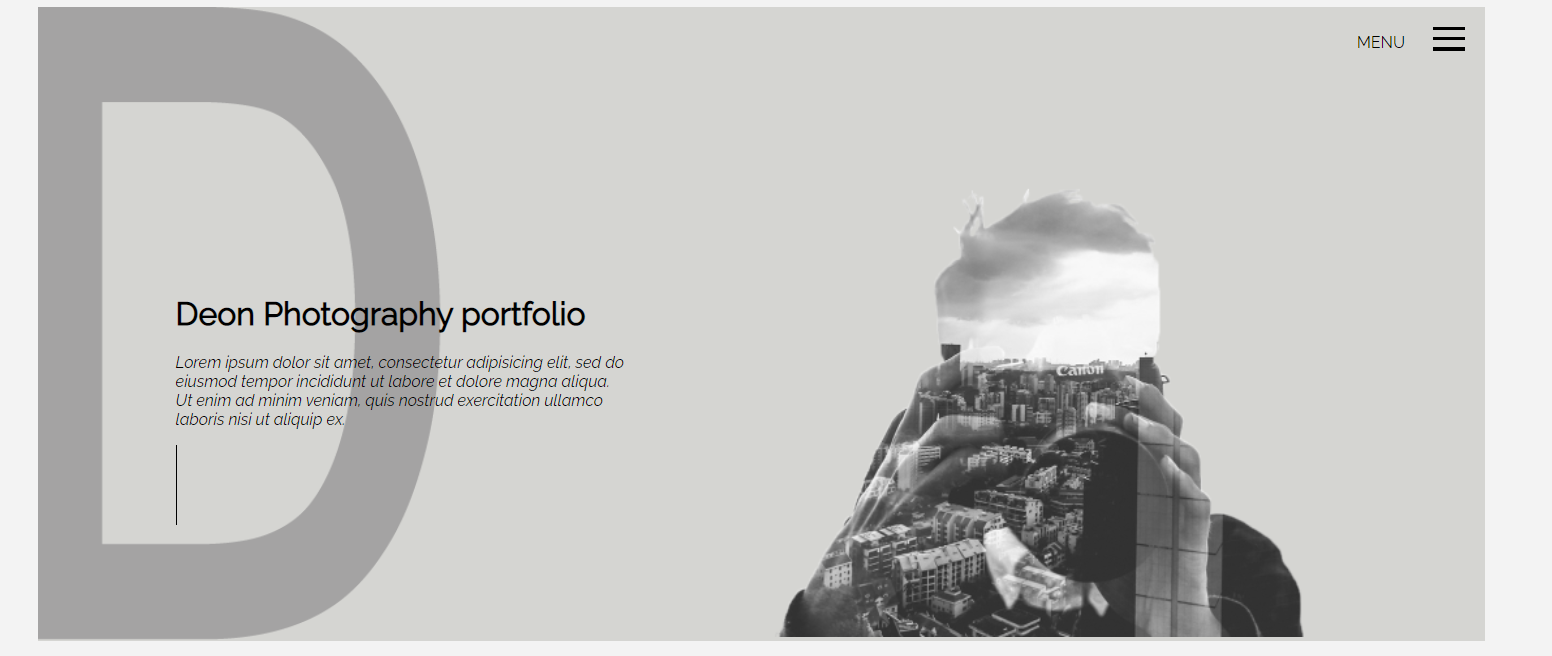 D
MENU
Deon Photography portfolio
Lorem ipsum dolor sit amet, consectetur adipisicing elit, sed do
eiusmod tempor incididunt ut labore et dolore magna aliqua.
Ut enim ad minim veniam, quis nostrud exercitation ullamco
laboris nisi ut aliquip ex.
Canon